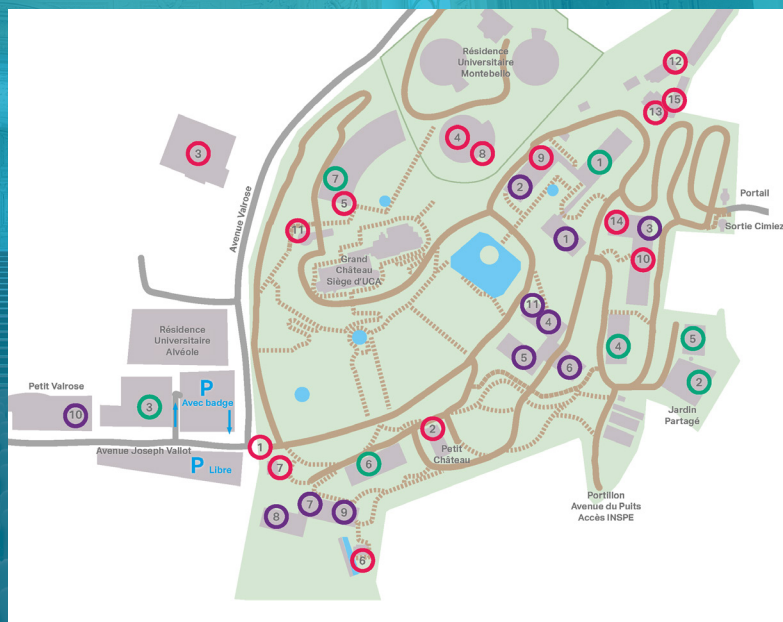 Résidence
Universitaire
Montebello
12
15
13
4
8
3
9
1
7
2
5
Portail
14
3
Sortie Cimiez
11
1
10
Avenue Valrose
Grand
Château
Siège d'UCA
11
4
Résidence
Universitaire
Alvéole
5
6
4
5
2
Petit Valrose
P
Avec badge
10
3
Jardin
Partagé
2
1
Avenue Joseph Vallot
P Libre
7
6
Petit
Château
Portillon
Avenue du Puits
Accès INSPE
7
8
9
6